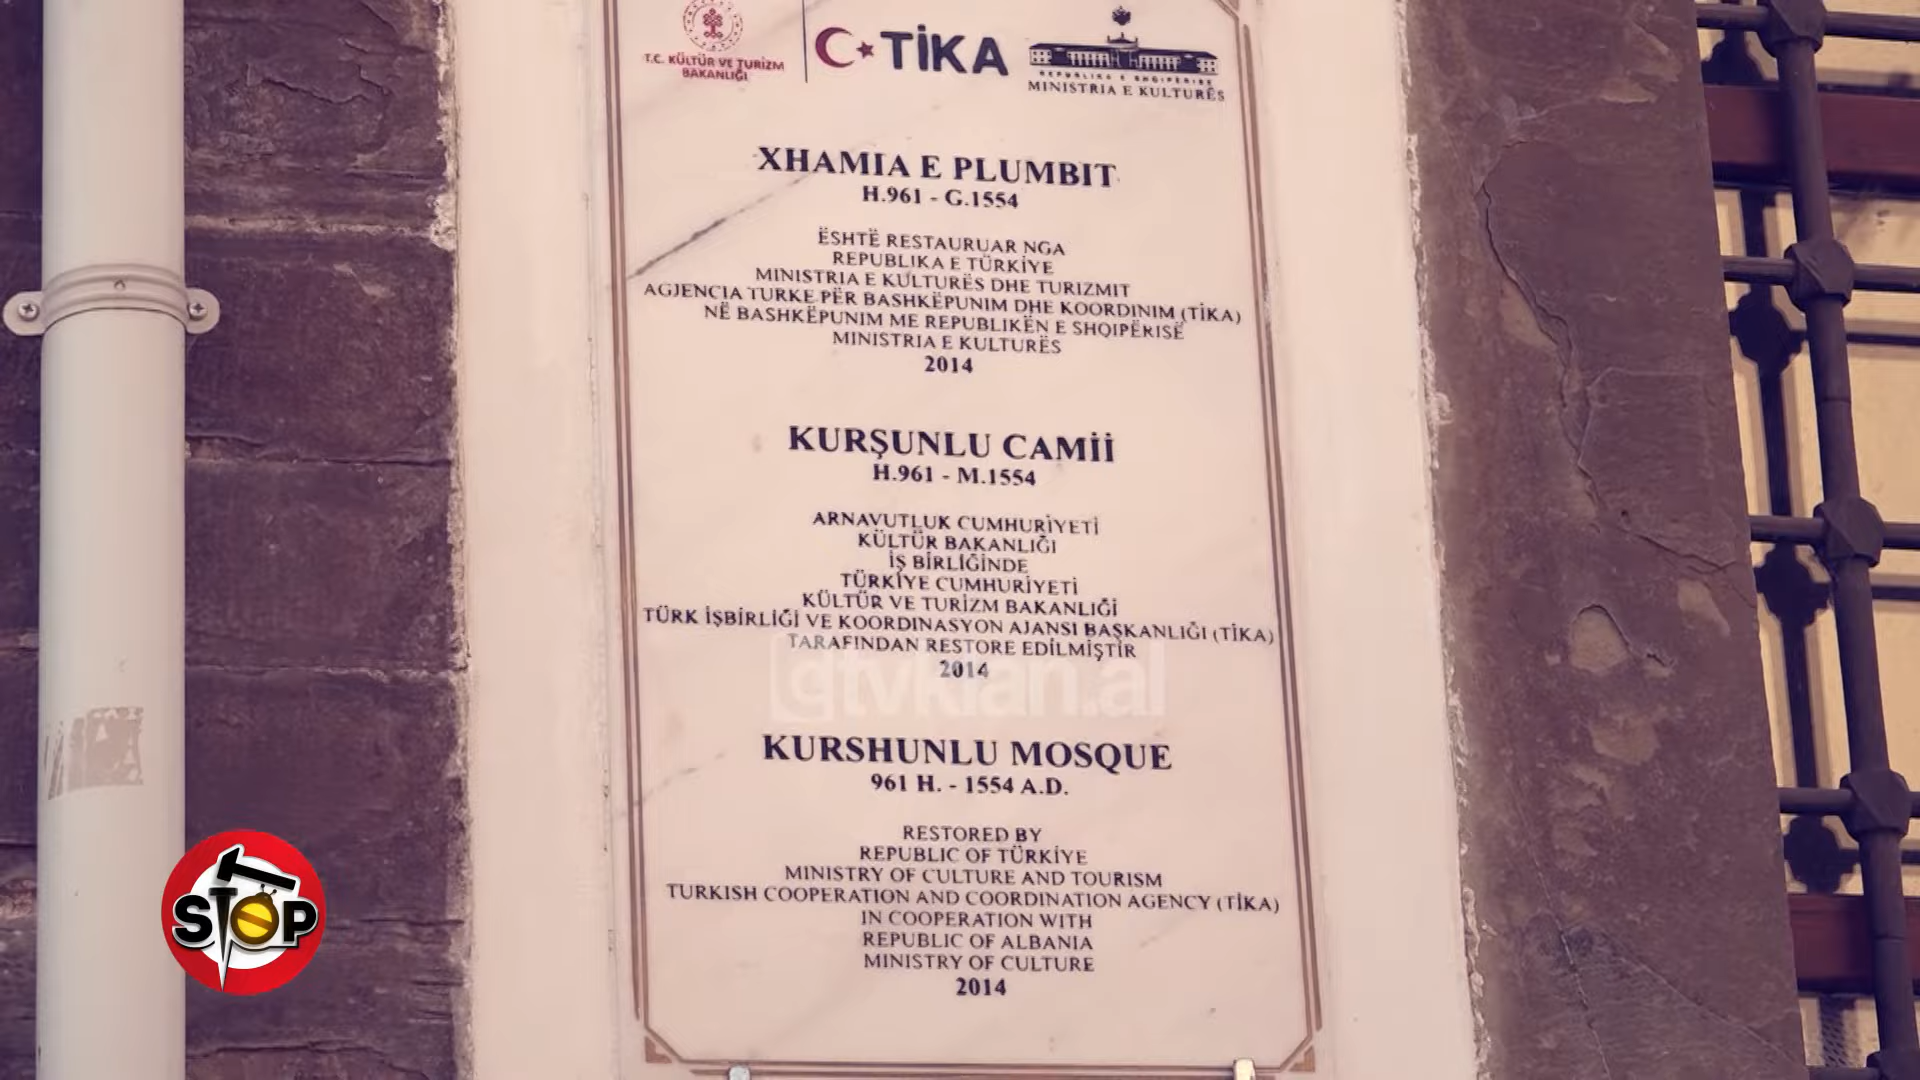 T.C. KÜLTÜR VE TURİZM
BAKANLIĞI
TİKA
REPUBLIKA E SHQIPËRISË
MINISTRIA E KULTURËS
XHAMIA E PLUMBIT
H.961 - G.1554
ËSHTË RESTAURUAR NGA
REPUBLIKA E TÜRKİYE
MINISTRIA E KULTURËS DHE TURIZMIT
AGJENCIA TURKE PËR BASHKËPUNIM DHE KOORDINIM (TİKA)
NË BASHKËPUNIM ME REPUBLIKËN E SHQIPËRISË
MINISTRIA E KULTURËS
2014
KURŞUNLU CAMİİ
H.961 - M.1554
ARNAVUTLUK CUMHURİYETİ
KÜLTÜR BAKANLIĞI
İŞ BİRLİĞİNDE
TÜRKİYE CUMHURİYETİ
KÜLTÜR VE TURİZM BAKANLIĞI
TÜRK İŞBİRLİĞİ VE KOORDINASYON AJANSI BAŞKANLIĞI (TİKA)
TARAFINDAN RESTORE EDİLMİŞTİR
2014
tvklan.al
KURSHUNLU MOSQUE
961 H. - 1554 A.D.
RESTORED BY
REPUBLIC OF TÜRKİYE
MINISTRY OF CULTURE AND TOURISM
TURKISH COOPERATION AND COORDINATION AGENCY (TİKA)
IN COOPERATION WITH
REPUBLIC OF ALBANIA
MINISTRY OF CULTURE
2014
STOP